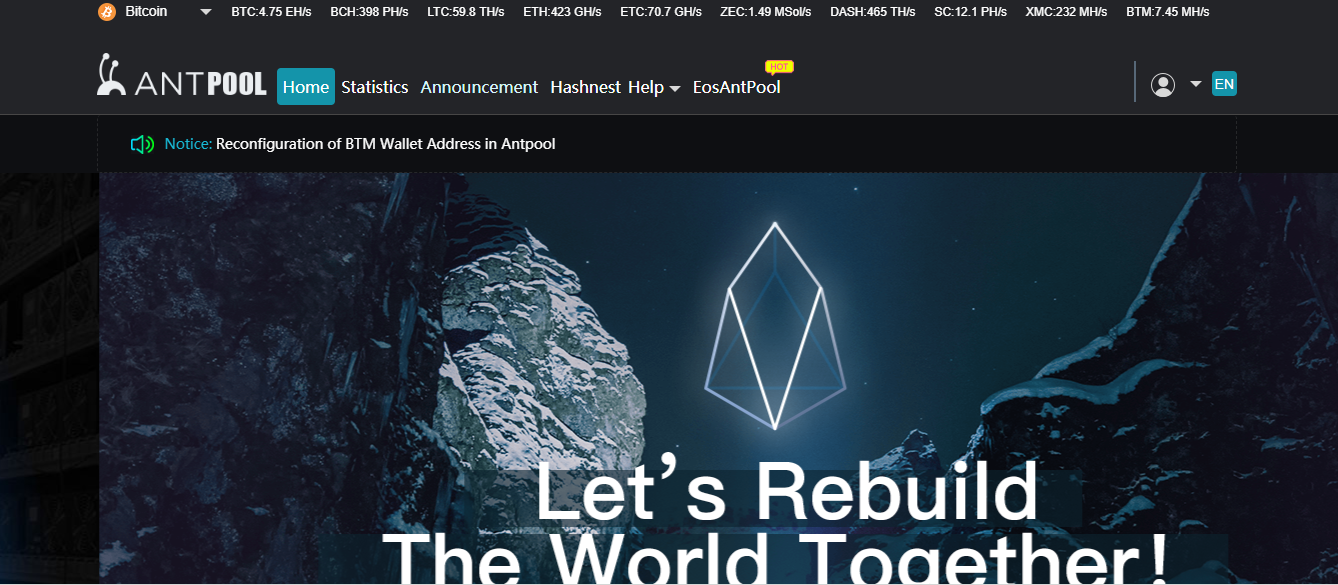 Bitcoin BTC:4.75 EH/s BCH:398 PH/s LTC:59.8 TH/s ETH:423 GH/s ETC:70.7 GH/s ZEC:1.49 MSol/s DASH:465 TH/s SC:12.1 PH/s XMC:232 MH/s BTM:7.45 MH/s
HOT
ANTPOOL Home Statistics Announcement Hashnest Help EosAntPool EN
Notice: Reconfiguration of BTM Wallet Address in Antpool
Let's Rebuild
The World Together!